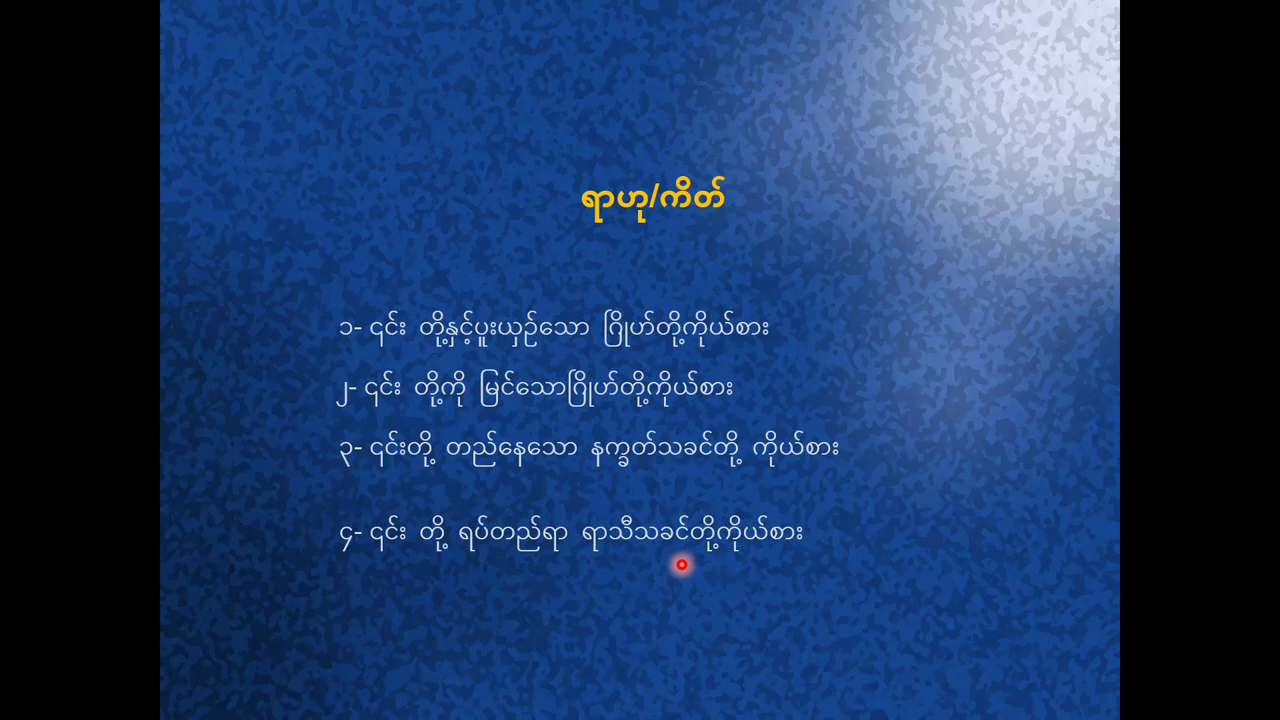 ရာဟု/ကိတ်
၁- ၎င်း တို့နှင့်ပူးယှဉ်သော ဂြိုဟ်တို့ကိုယ်စား
၂- ၎င်း တို့ကို မြင်သောဂြိုဟ်တို့ကိုယ်စား
၃- ၎င်းတို့ တည်နေသော နက္ခတ်သခင်တို့ ကိုယ်စား
၄- ၎င်း တို့ ရပ်တည်ရာ ရာသီသခင်တို့ကိုယ်စား